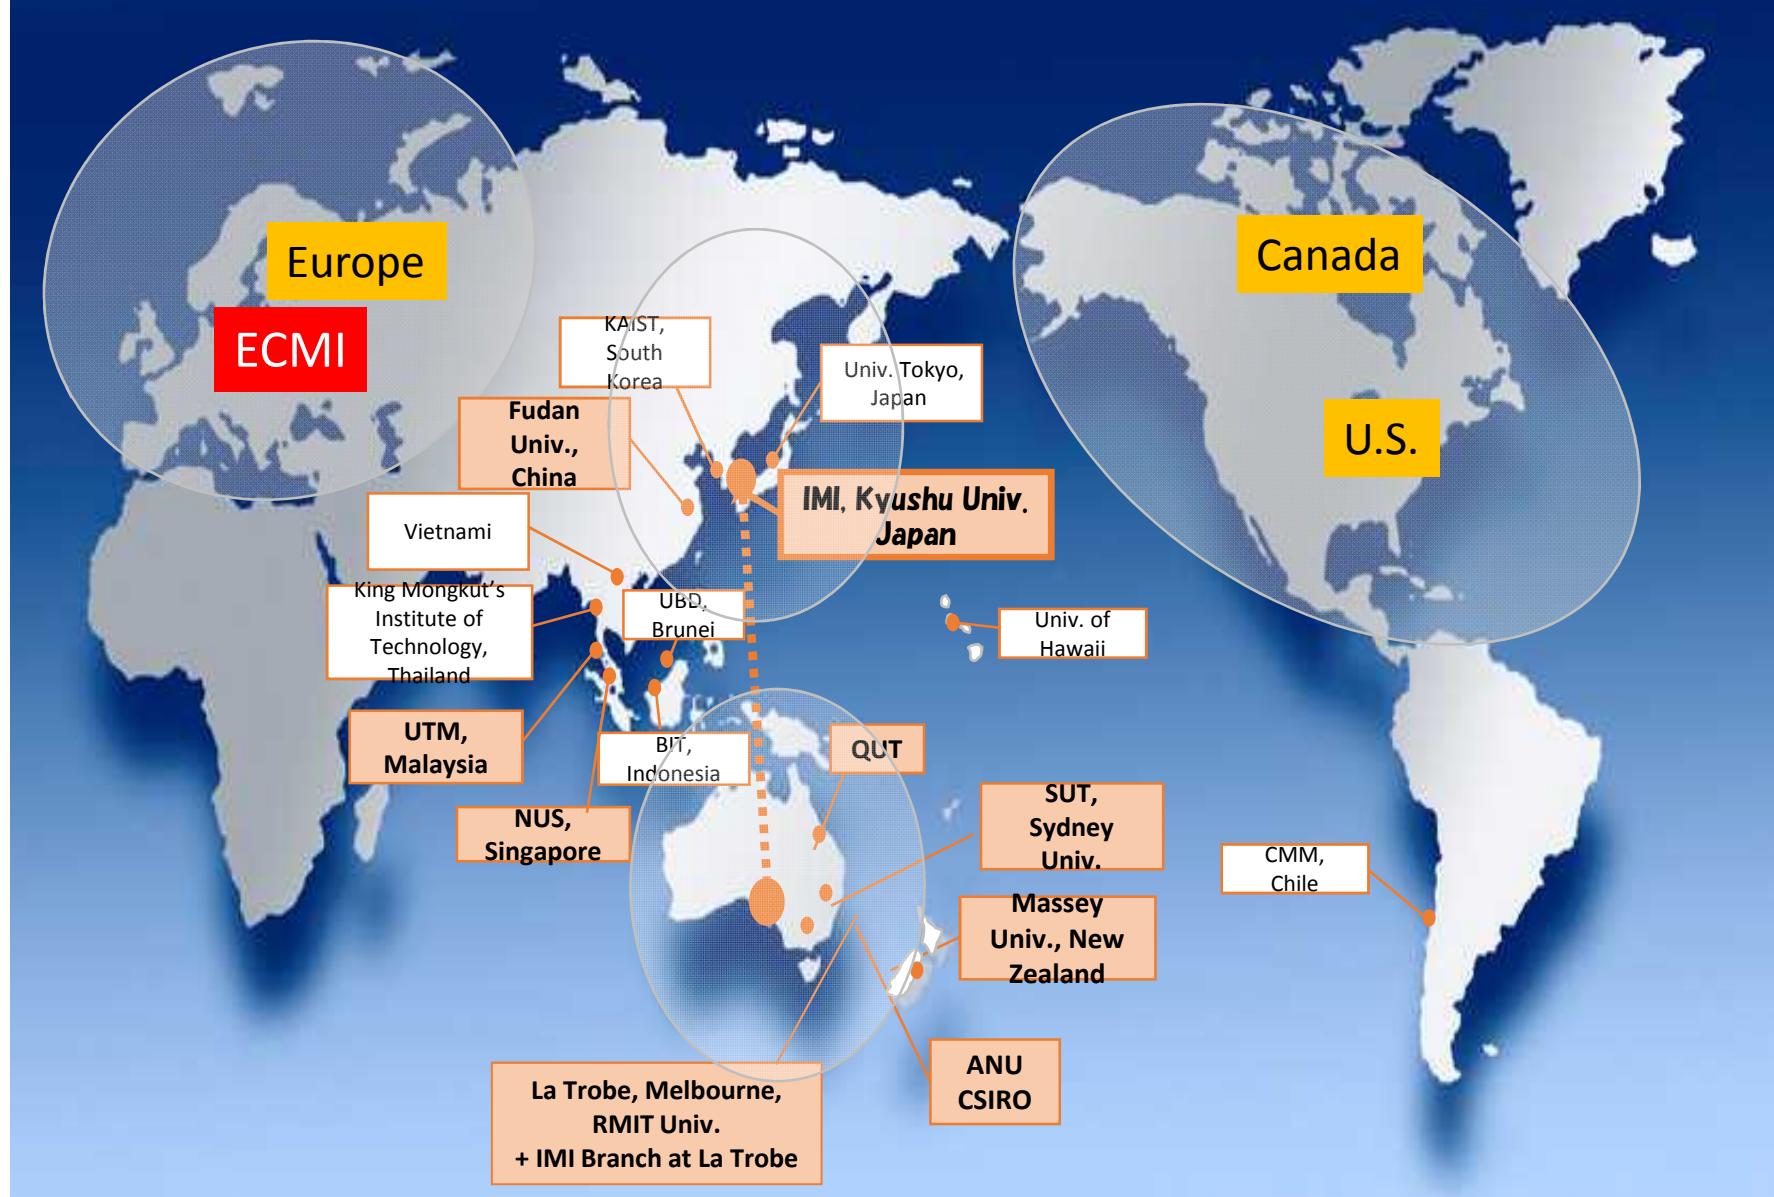 Europe
ECMI
Canada
U.S.
KAIST,
South
Korea
Univ. Tokyo,
Japan
Fudan
Univ.,
China
IMI, Kyushu Univ.
Japan
Vietnami
King Mongkut's
Institute of
Technology,
Thailand
UBD,
Brunei
Univ. of
Hawaii
UTM,
Malaysia
BIT,
Indonesia
QUT
NUS,
Singapore
SUT,
Sydney
Univ.
CMM,
Chile
Massey
Univ., New
Zealand
ANU
CSIRO
La Trobe, Melbourne,
RMIT Univ.
+ IMI Branch at La Trobe